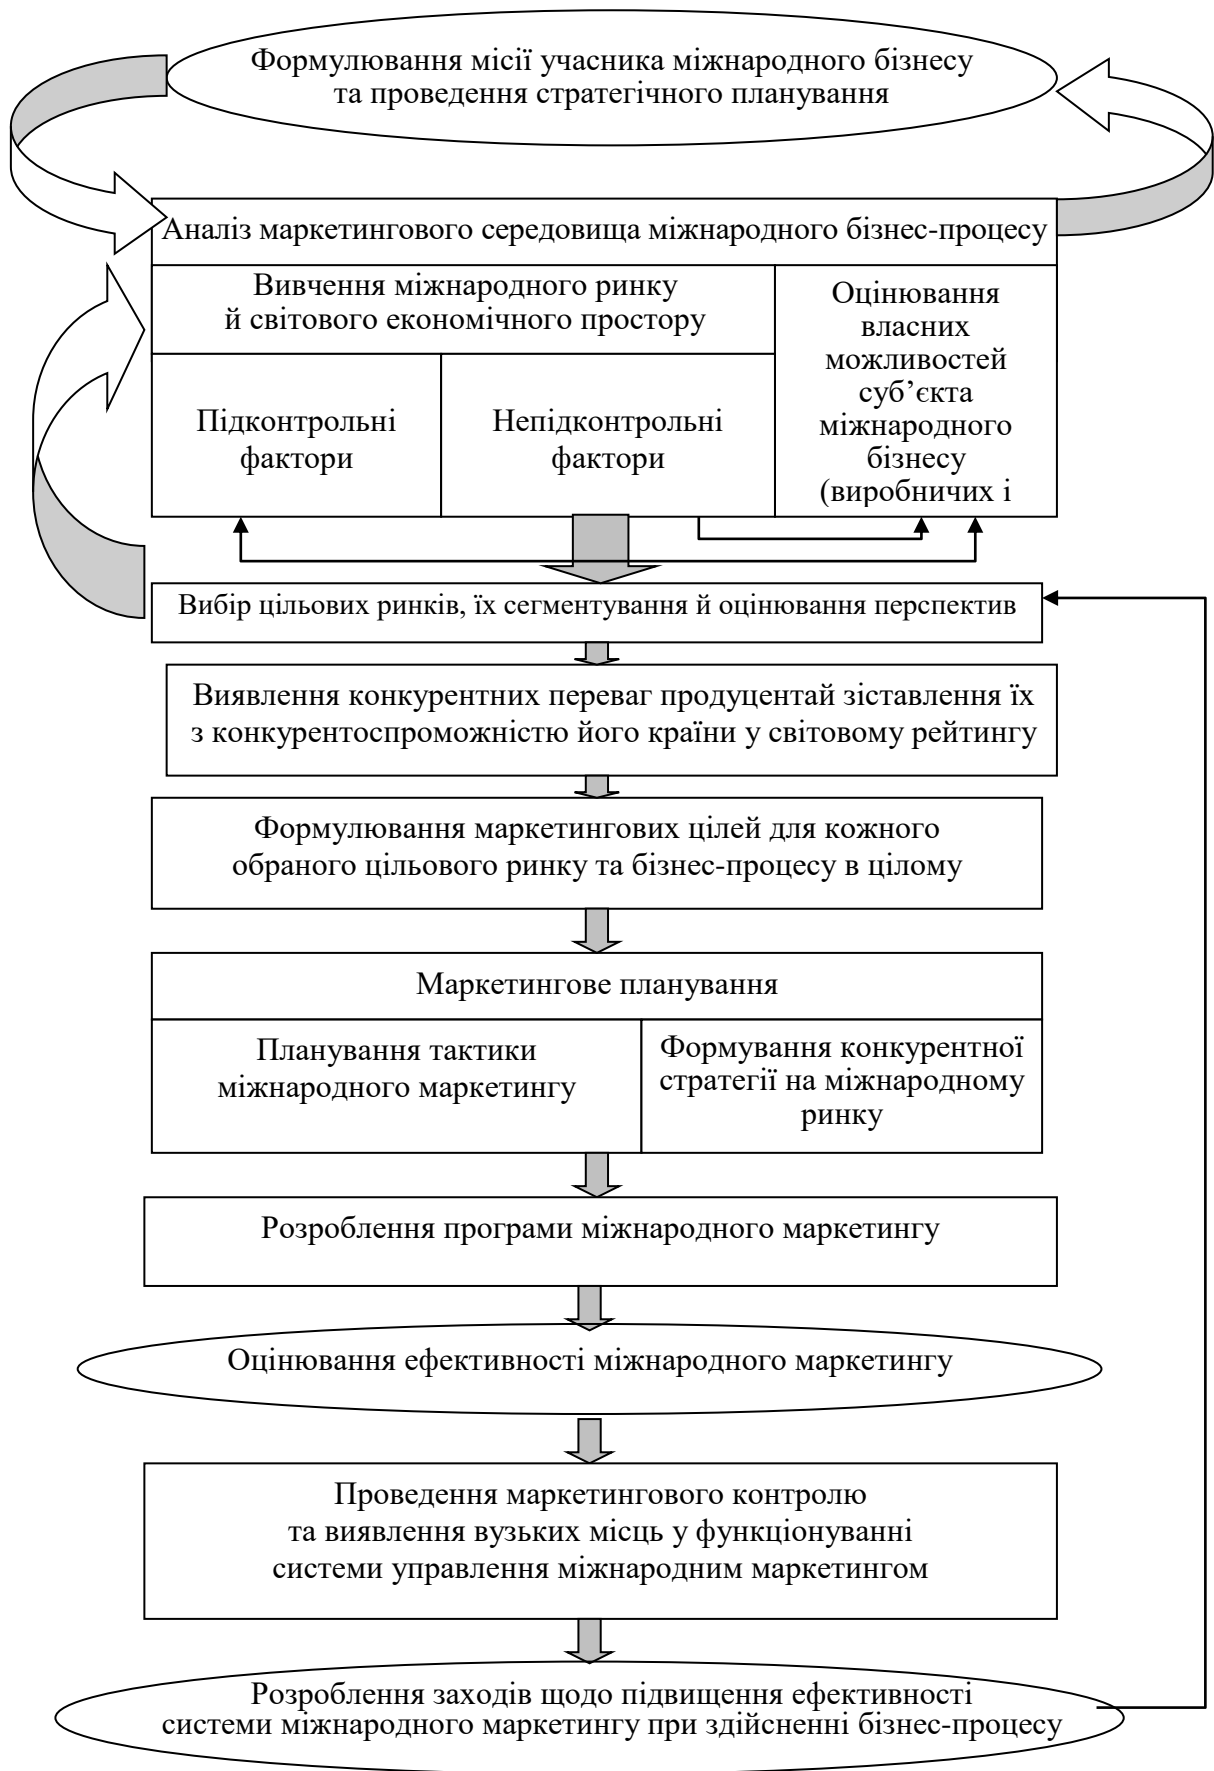 Формулювання місії учасника міжнародного бізнесу
та проведення стратегічного планування
Аналіз маркетингового середовища міжнародного бізнес-процесу
Вивчення міжнародного ринку
й світового економічного простору
Підконтрольні
фактори
Непідконтрольні
фактори
Оцінювання
власних
можливостей
суб’єкта
міжнародного
бізнесу
(виробничих і
Вибір цільових ринків, їх сегментування й оцінювання перспектив
Виявлення конкурентних переваг продуцентай зіставлення їх
з конкурентоспроможністю його країни у світовому рейтингу
Формулювання маркетингових цілей для кожного
обраного цільового ринку та бізнес-процесу в цілому
Маркетингове планування
Планування тактики
міжнародного маркетингу
Формування конкурентної
стратегії на міжнародному
ринку
Розроблення програми міжнародного маркетингу
Оцінювання ефективності міжнародного маркетингу
Проведення маркетингового контролю
та виявлення вузьких місць у функціонуванні
системи управління міжнародним маркетингом
Розроблення заходів щодо підвищення ефективності
системи міжнародного маркетингу при здійсненні бізнес-процесу